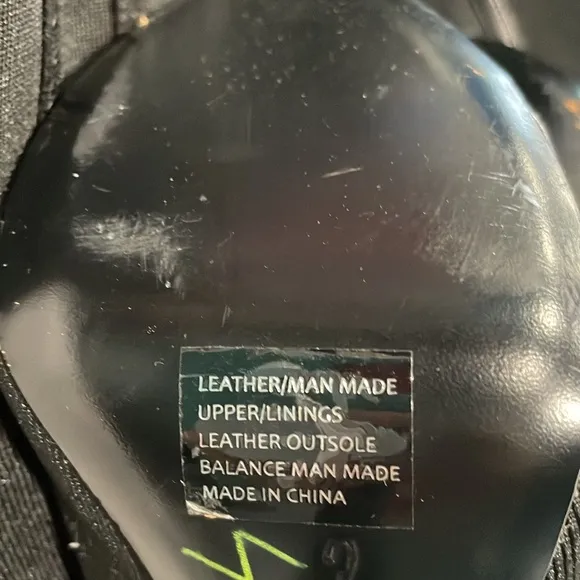 LEATHER/MAN MADE
UPPER/LININGS
LEATHER OUTSOLE
BALANCE MAN MADE
MADE IN CHINA